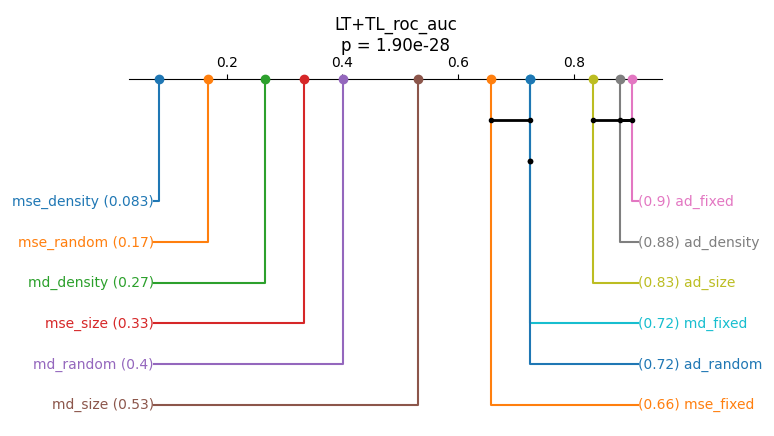 LT+TL_roc_auc
p = 1.90e-28
0.2 0.4 0.6 0.8
mse_density (0.083) (0.9) ad_fixed
mse_random (0.17) (0.88) ad_density
md_density (0.27) (0.83) ad_size
mse_size (0.33) (0.72) md_fixed
md_random (0.4) (0.72) ad_random
md_size (0.53) (0.66) mse_fixed